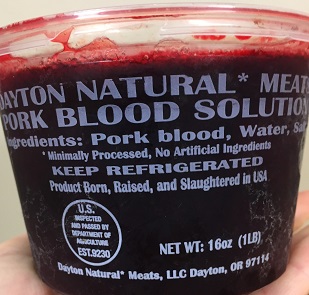 DAYTON NATURAL* MEATS
PORK BLOOD SOLUTION
Ingredients: Pork blood, Water,
* Minimally Processed, No Artificial Ingredients
KEEP REFRIGERATED
Product Born, Raised, and Slaughtered in USA
U.S.
INSPECTED
AND PASSED BY
DEPARTMENT OF
AGRICULTURE
EST.9230
NET WT: 16oz (1LB)
Dayton Natural* Meats, LLC Dayton, OR 97114